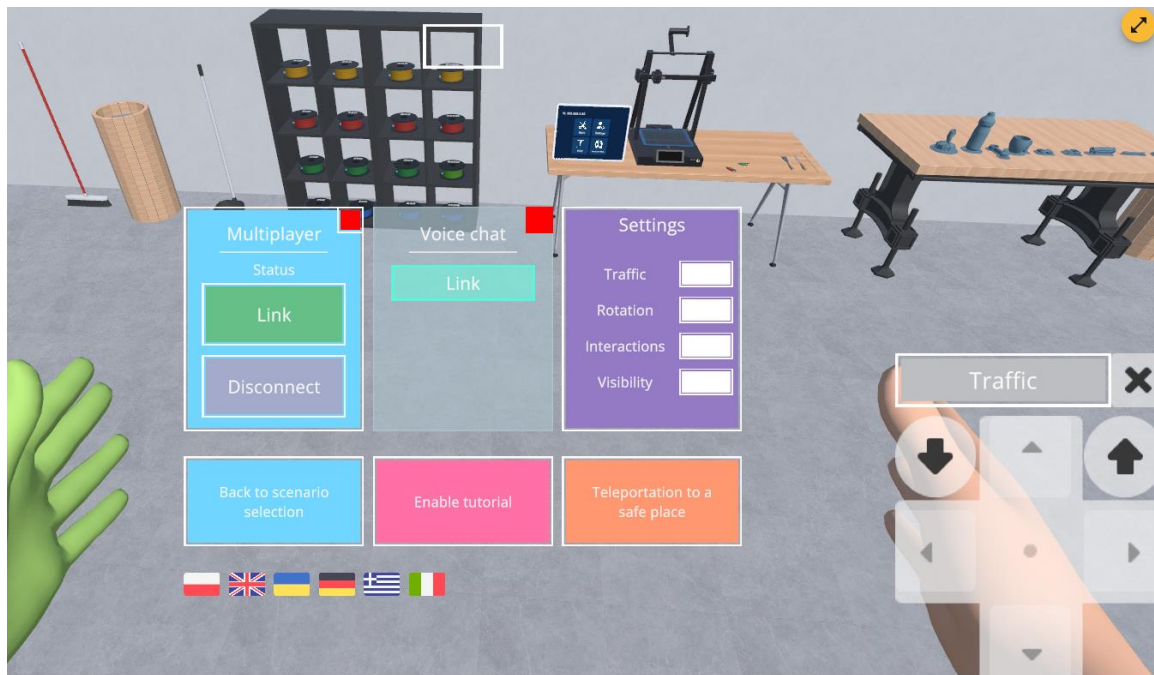 Multiplayer
Status
Link
Disconnect
Voice chat
Link
Settings
Traffic
Rotation
Interactions
Visibility
Traffic
Back to scenario
selection
Enable tutorial
Teleportation to a
safe place